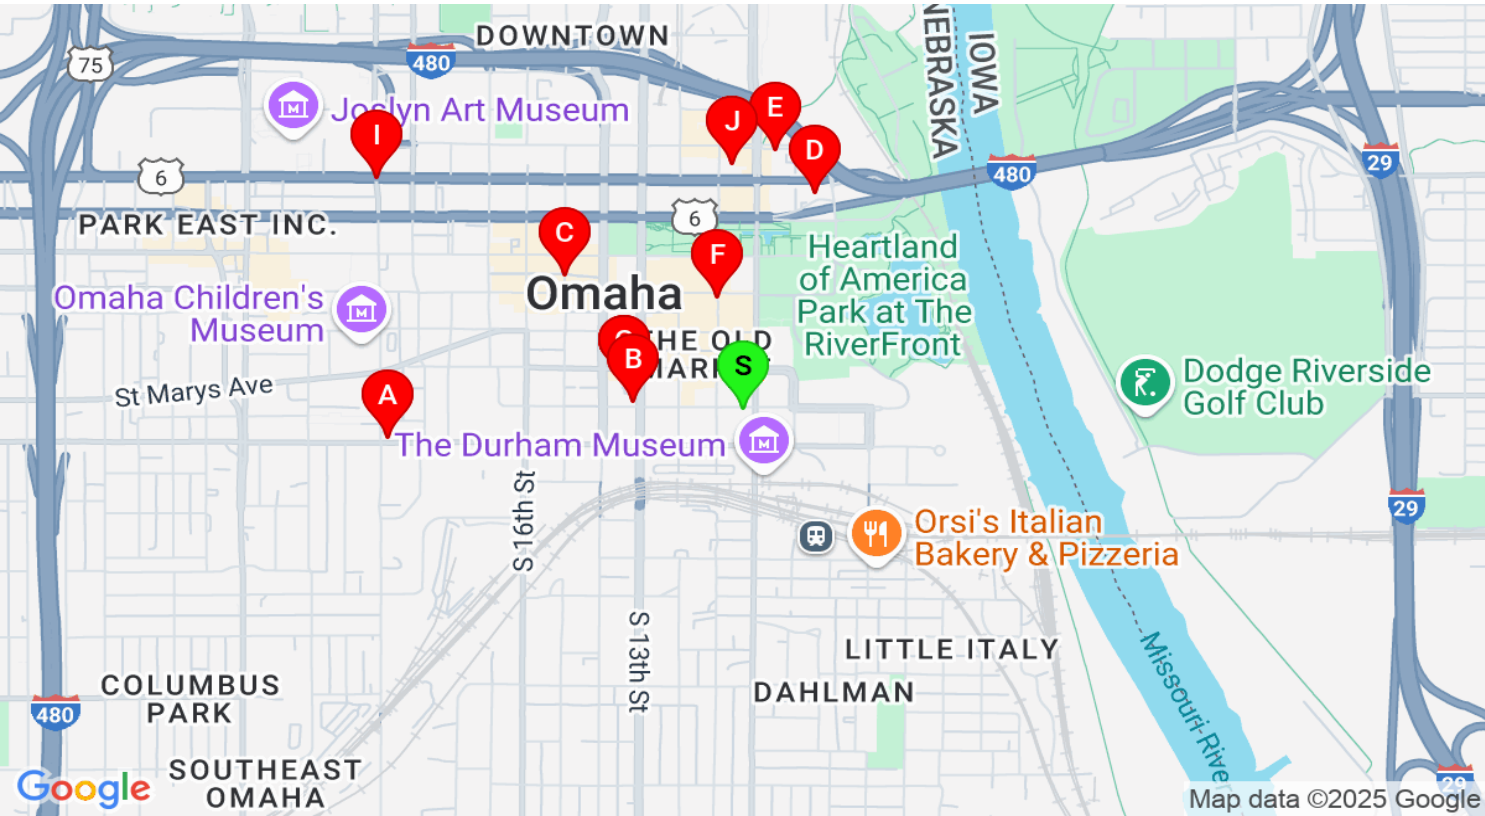 DOWNTOWN
75
480
Joslyn Art Museum
NEBRASKA
IOWA
J
E
I
D
29
6
480
6
PARK EAST INC.
C
F
Heartland
of America
Park at The
RiverFront
Omaha
Omaha Children's
Museum
THE OLD
B
S
St Marys Ave
A
Dodge Riverside
Golf Club
The Durham Museum
S 16th St
29
Orsi's Italian
Bakery & Pizzeria
S 13th St
LITTLE ITALY
DAHLMAN
COLUMBUS
PARK
480
Missouri River
SOUTHEAST
OMAHA
29
Google
Map data ©2025 Google